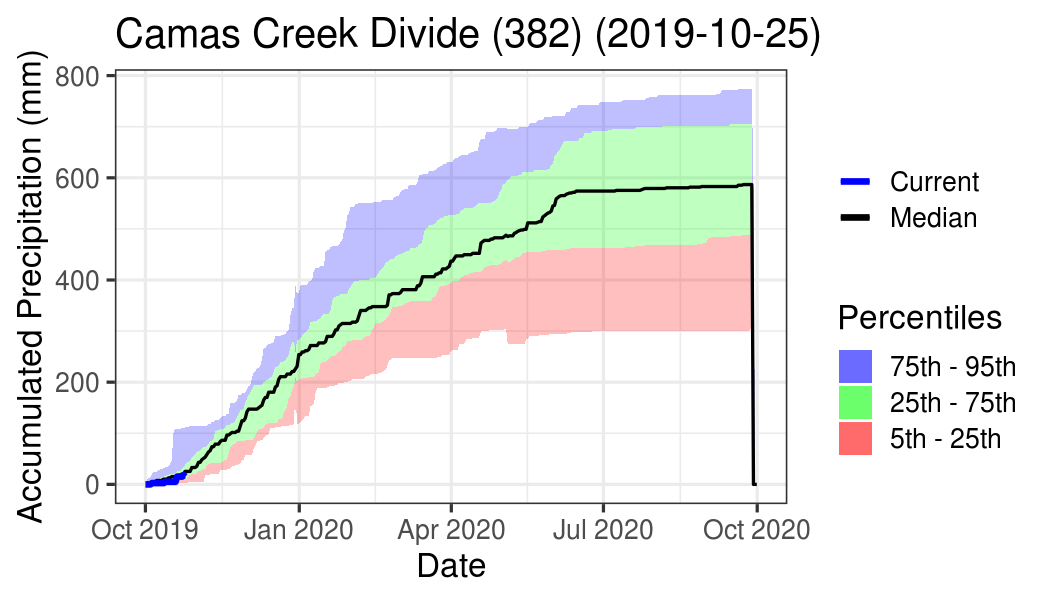 Camas Creek Divide (382) (2019-10-25)
Accumulated Precipitation (mm)
800
600
400
200
0
Oct 2019
Jan 2020
Apr 2020
Jul 2020
Oct 2020
Date
Current
Median
Percentiles
75th - 95th
25th - 75th
5th - 25th